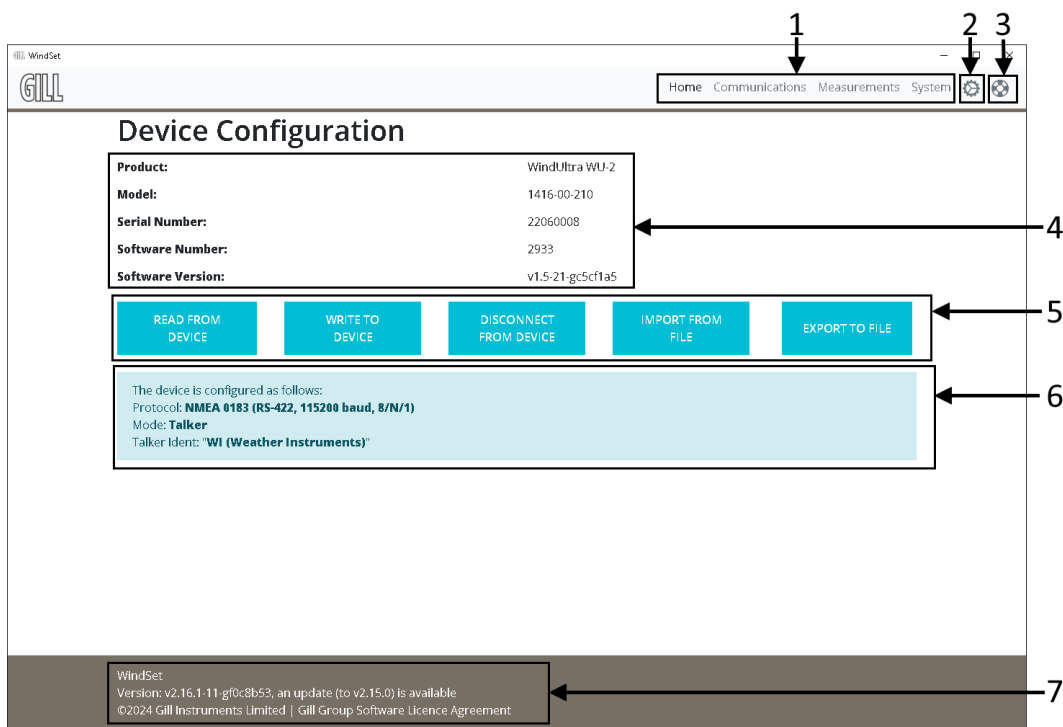 1 2 3
GILL WindSet
GILL
Home Communications Measurements System
Device Configuration
Product: WindUltra WU-2
Model: 1416-00-210
Serial Number: 22060008
Software Number: 2933
Software Version: v1.5-21-gc5cf1a5
4
READ FROM DEVICE WRITE TO DEVICE DISCONNECT FROM DEVICE IMPORT FROM FILE EXPORT TO FILE
5
The device is configured as follows:
Protocol: NMEA 0183 (RS-422, 115200 baud, 8/N/1)
Mode: Talker
Talker Ident: "WI (Weather Instruments)"
6
WindSet
Version: v2.16.1-11-gf0c8b53, an update (to v2.15.0) is available
©2024 Gill Instruments Limited | Gill Group Software Licence Agreement
7